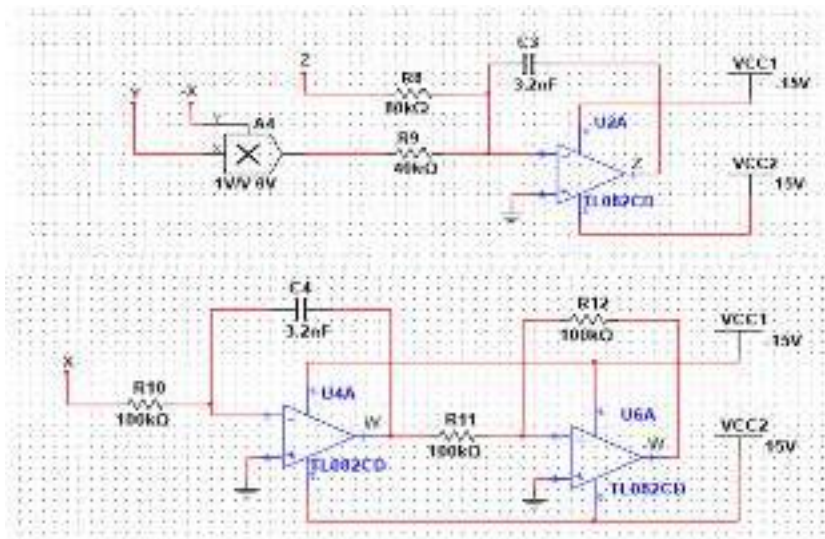 Z
C3
3.2nF
VCC1
-15V
Y
-X
R8
80kΩ
A4
Y
X
U2A
R9
40kΩ
VCC2
15V
Z
1V/V 0V
TL082CD
C4
3.2nF
R12
100kΩ
VCC1
-15V
X
R10
100kΩ
U4A
W
R11
100kΩ
U6A
-W
VCC2
15V
TL082CD
TL082CD